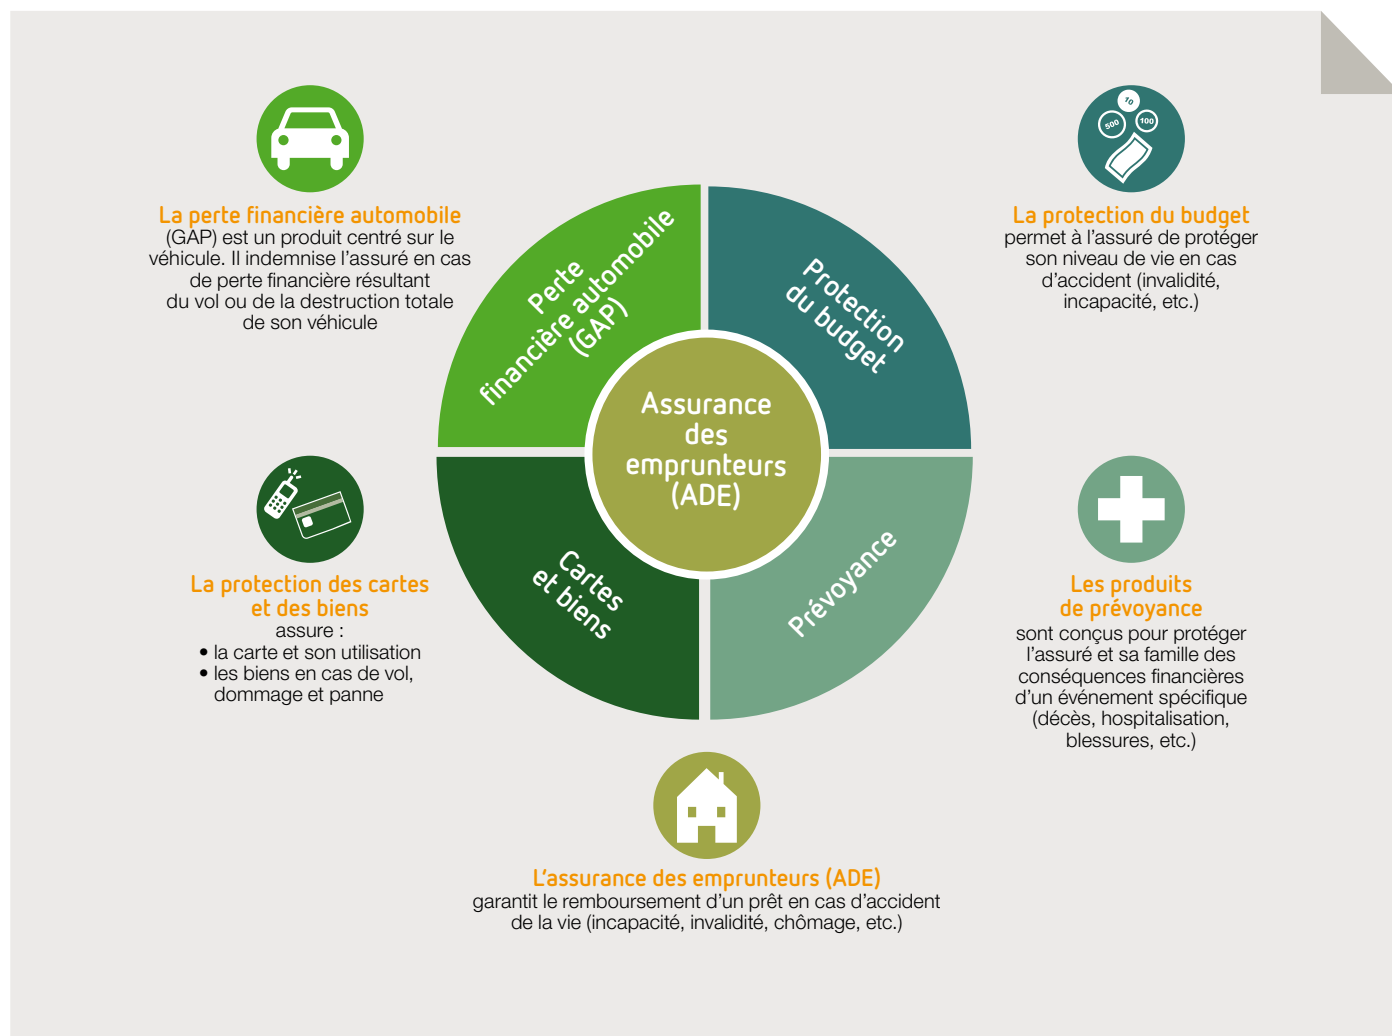 10
500
100
La perte financière automobile
(GAP) est un produit centré sur le
véhicule. Il indemnise l'assuré en cas
de perte financière résultant
du vol ou de la destruction totale
de son véhicule
La protection du budget
permet à l'assuré de protéger
son niveau de vie en cas
d'accident (invalidité,
incapacité, etc.)
Perte
financière automobile
(GAP)
Protection
du budget
Assurance
des
emprunteurs
(ADE)
Cartes
et biens
Prévoyance
La protection des cartes
et des biens
assure :
• la carte et son utilisation
• les biens en cas de vol,
dommage et panne
Les produits
de prévoyance
sont conçus pour protéger
l'assuré et sa famille des
conséquences financières
d'un événement spécifique
(décès, hospitalisation,
blessures, etc.)
L'assurance des emprunteurs (ADE)
garantit le remboursement d'un prêt en cas d'accident
de la vie (incapacité, invalidité, chômage, etc.)